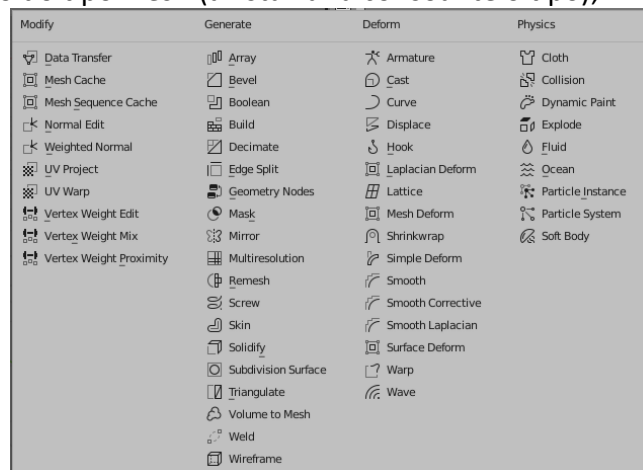 Modify
Data Transfer
Mesh Cache
Mesh Sequence Cache
Normal Edit
Weighted Normal
UV Project
UV Warp
Vertex Weight Edit
Vertex Weight Mix
Vertex Weight Proximity
Generate
Array
Bevel
Boolean
Build
Decimate
Edge Split
Geometry Nodes
Mask
Mirror
Multiresolution
Remesh
Screw
Skin
Solidify
Subdivision Surface
Triangulate
Volume to Mesh
Weld
Wireframe
Deform
Armature
Cast
Curve
Displace
Hook
Laplacian Deform
Lattice
Mesh Deform
Shrinkwrap
Simple Deform
Smooth
Smooth Corrective
Smooth Laplacian
Surface Deform
Warp
Wave
Physics
Cloth
Collision
Dynamic Paint
Explode
Fluid
Ocean
Particle Instance
Particle System
Soft Body